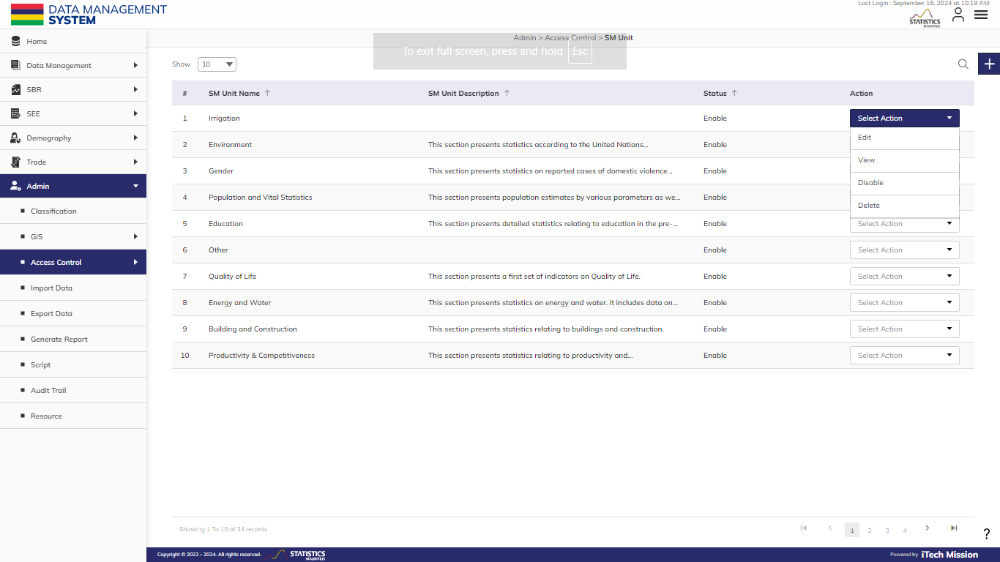 Last Login : September 16, 2024 at 10:19 AM
DATA MANAGEMENT
SYSTEM
STATISTICS
MAURITIUS
Admin > Access Control > SM Unit
To exit full screen, press and hold Esc
Home
Data Management
SBR
SEE
Demography
Trade
Admin
Classification
GIS
Access Control
Import Data
Export Data
Generate Report
Script
Audit Trail
Resource
Show 10
# SM Unit Name SM Unit Description Status Action
1 Irrigation Enable Select Action
Edit
View
Disable
Delete
2 Environment This section presents statistics according to the United Nations... Enable
3 Gender This section presents statistics on reported cases of domestic violence... Enable
4 Population and Vital Statistics This section presents population estimates by various parameters as we... Enable
5 Education This section presents detailed statistics relating to education in the pre-... Enable Select Action
6 Other Enable Select Action
7 Quality of Life This section presents a first set of indicators on Quality of Life. Enable Select Action
8 Energy and Water This section presents statistics on energy and water. It includes data on... Enable Select Action
9 Building and Construction This section presents statistics relating to buildings and construction. Enable Select Action
10 Productivity & Competitiveness This section presents statistics relating to productivity and... Enable Select Action
Showing 1 To 10 of 34 records
1 2 3 4
?
Copyright © 2022 - 2024. All rights reserved.
STATISTICS
MAURITIUS
Powered by iTech Mission